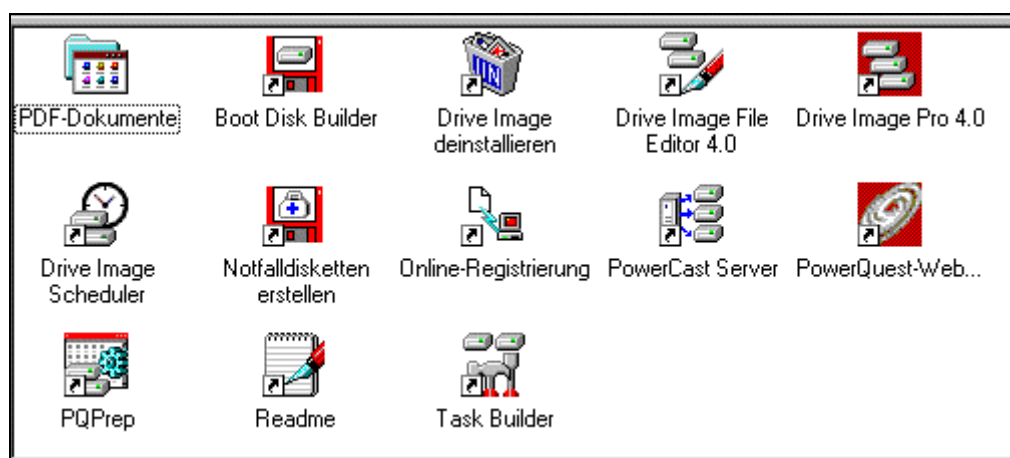 PDF-Dokumente
Boot Disk Builder
Drive Image
deinstallieren
Drive Image File
Editor 4.0
Drive Image Pro 4.0
Drive Image
Scheduler
Notfalldisketten
erstellen
Online-Registrierung
PowerCast Server
PowerQuest-Web...
PQPrep
Readme
Task Builder